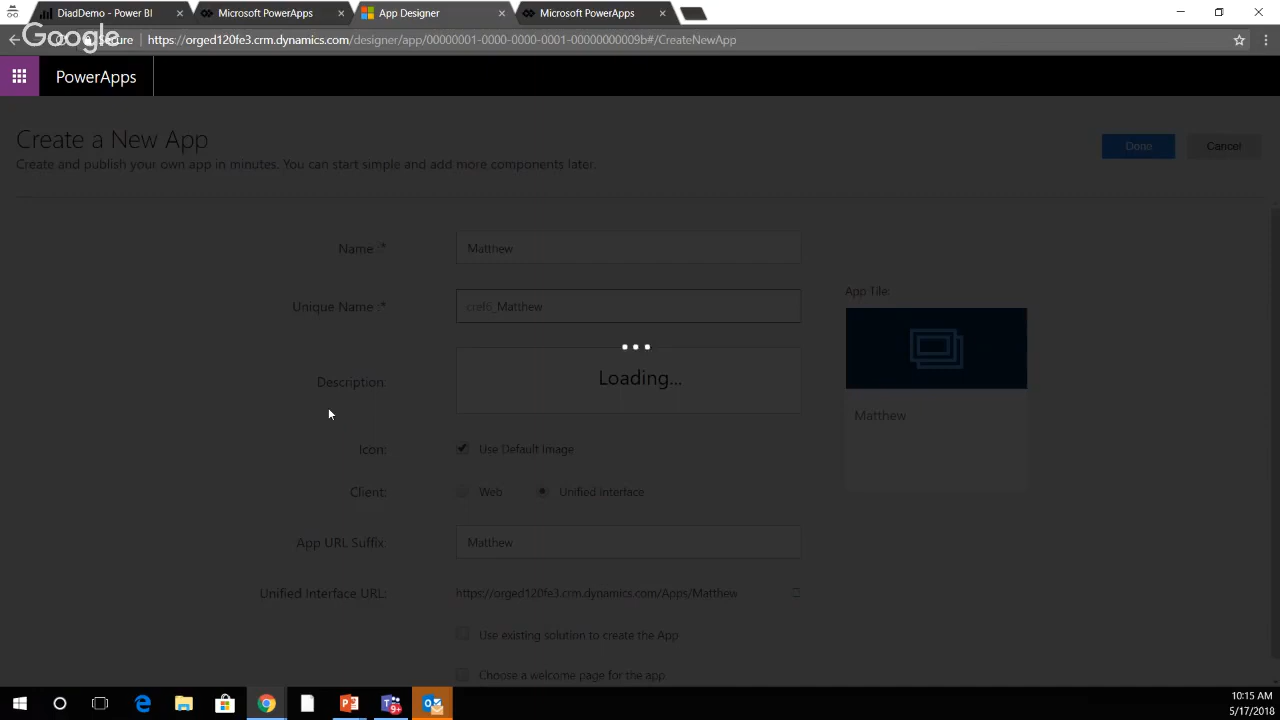 DiadDemo - Power BI
Microsoft PowerApps
App Designer
Microsoft PowerApps
Google
Secure https://orged120fe3.crm.dynamics.com/designer/app/00000001-0000-0000-0001-00000000009b#/CreateNewApp
PowerApps
Create a New App
Create and publish your own app in minutes. You can start simple and add more components later.
Done
Cancel
Name :*
Matthew
Unique Name :*
cref6_Matthew
App Tile:
Matthew
Description:
Loading...
Icon:
Use Default Image
Client:
Web
Unified Interface
App URL Suffix
Matthew
Unified Interface URL:
https://orged120fe3.crm.dynamics.com/Apps/Matthew
Use existing solution to create the App
Choose a welcome page for the app
9+
10:15 AM
5/17/2018